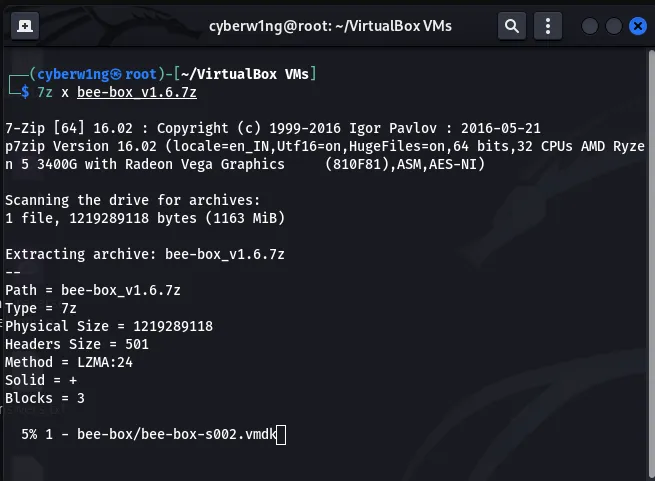 cyberw1ng@root: ~/VirtualBox VMs
(cyberw1ng㉿root)-[~/VirtualBox VMs]
$ 7z x bee-box_v1.6.7z
7-Zip [64] 16.02 : Copyright (c) 1999-2016 Igor Pavlov : 2016-05-21
p7zip Version 16.02 (locale=en_IN,Utf16=on,HugeFiles=on,64 bits,32 CPUs AMD Ryze
n 5 3400G with Radeon Vega Graphics     (810F81),ASM,AES-NI)
Scanning the drive for archives:
1 file, 1219289118 bytes (1163 MiB)
Extracting archive: bee-box_v1.6.7z
--
Path = bee-box_v1.6.7z
Type = 7z
Physical Size = 1219289118
Headers Size = 501
Method = LZMA:24
Solid = +
Blocks = 3
5% 1 - bee-box/bee-box-s002.vmdk